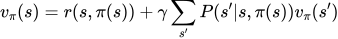 v_π(s) = r(s, π(s)) + γ ∑_{s'} P(s'|s, π(s))v_π(s')